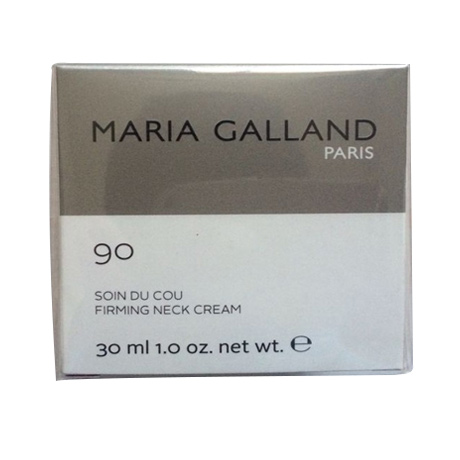 MARIA GALLAND
PARIS
90
SOIN DU COU
FIRMING NECK CREAM
30 ml 1.0 oz. net wt. ℮